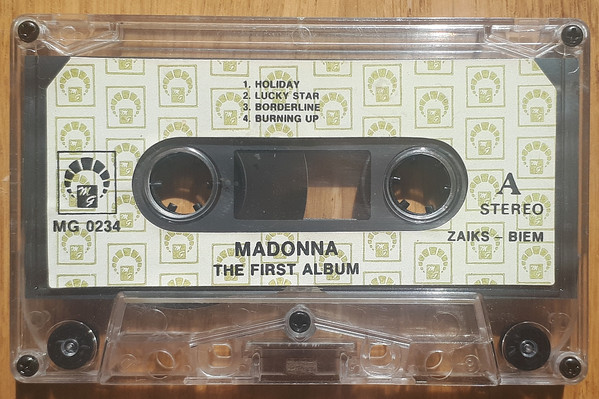 1. HOLIDAY
2. LUCKY STAR
3. BORDERLINE
4. BURNING UP
MG
MG 0234
A
STEREO
ZAIKS - BIEM
MADONNA
THE FIRST ALBUM